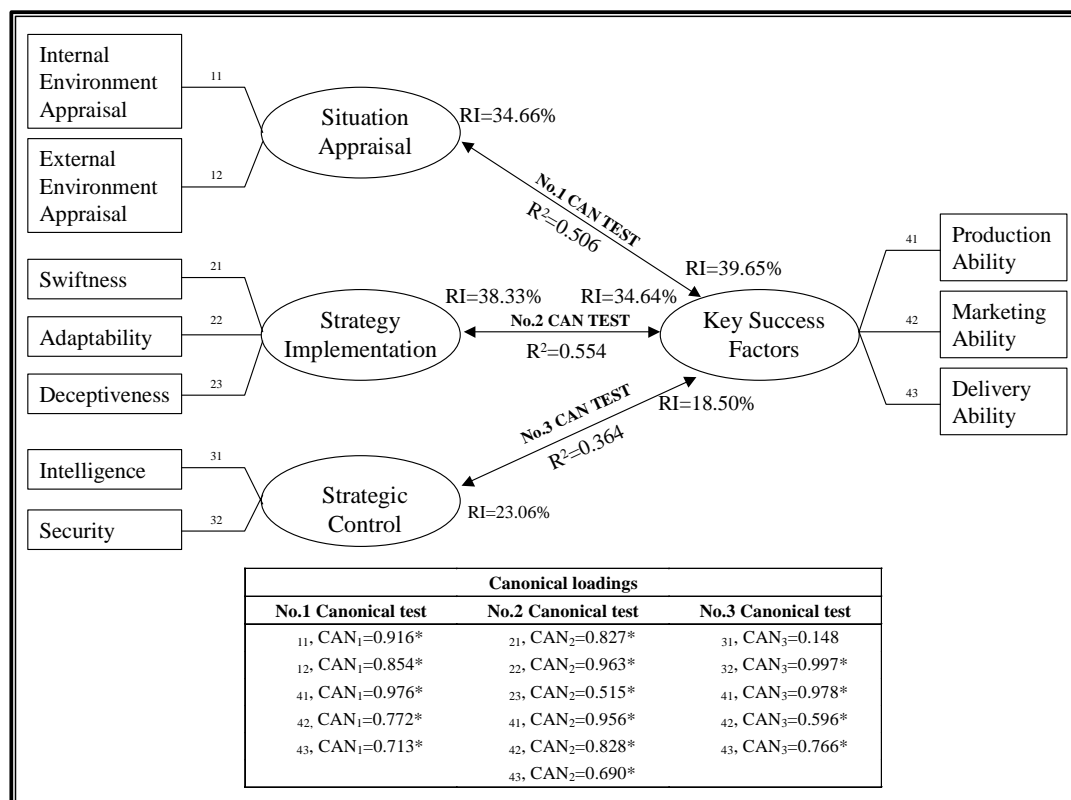 Internal
Environment
Appraisal
11
External
Environment
Appraisal
12
Situation
Appraisal
RI=34.66%
No.1 CAN TEST
R²=0.506
RI=39.65%
Swiftness
21
Adaptability
22
Deceptiveness
23
Strategy
Implementation
RI=38.33%
RI=34.64%
No.2 CAN TEST
R²=0.554
Key Success
Factors
41
Production
Ability
42
Marketing
Ability
43
Delivery
Ability
No.3 CAN TEST
R²=0.364
RI=18.50%
Intelligence
31
Security
32
Strategic
Control
RI=23.06%
Canonical loadings
No.1 Canonical test No.2 Canonical test No.3 Canonical test
11, CAN₁=0.916* 21, CAN₂=0.827* 31, CAN₃=0.148
12, CAN₁=0.854* 22, CAN₂=0.963* 32, CAN₃=0.997*
41, CAN₁=0.976* 23, CAN₂=0.515* 41, CAN₃=0.978*
42, CAN₁=0.772* 41, CAN₂=0.956* 42, CAN₃=0.596*
43, CAN₁=0.713* 42, CAN₂=0.828* 43, CAN₃=0.766*
43, CAN₂=0.690*